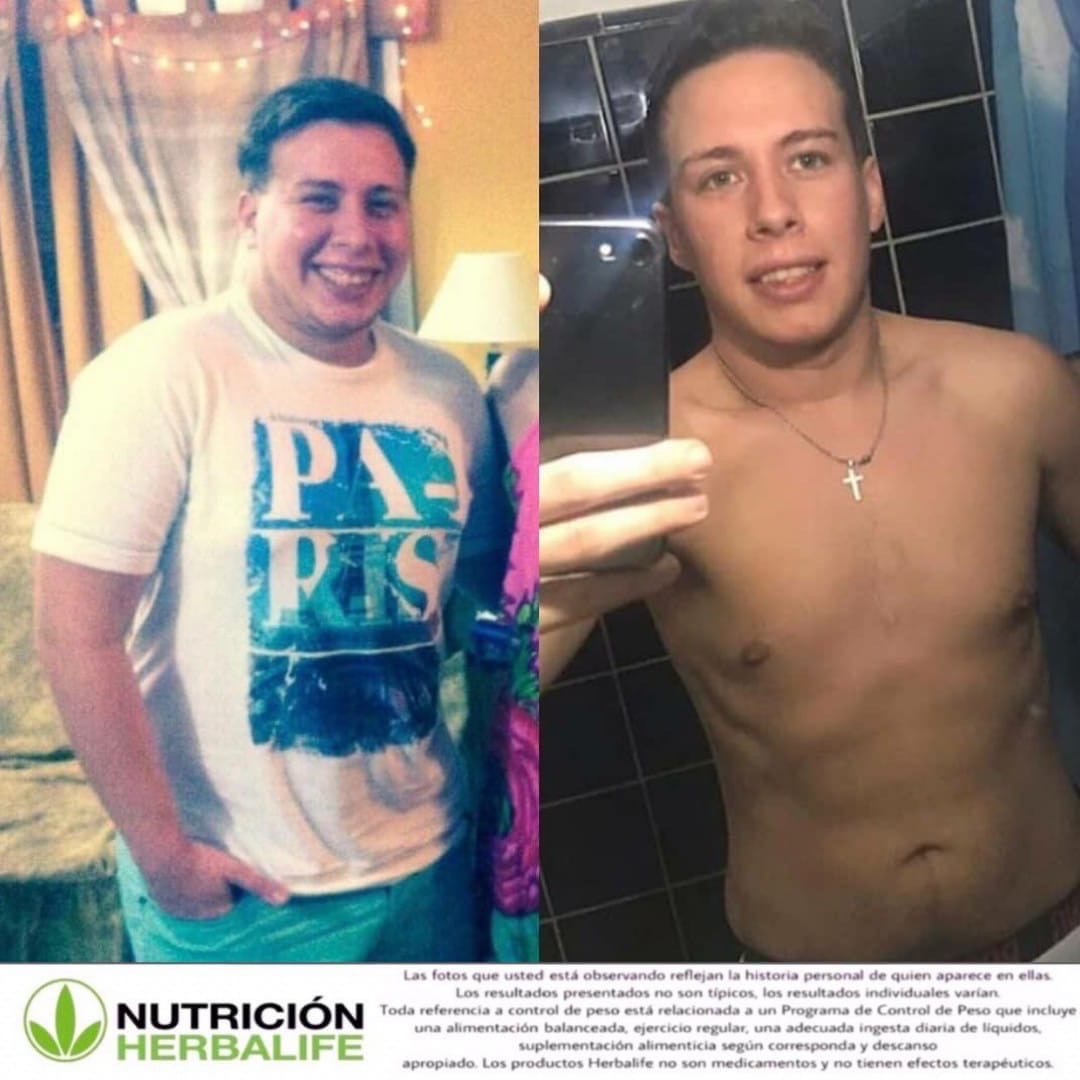 PA-
RIS
NUTRICIÓN
HERBALIFE
Las fotos que usted está observando reflejan la historia personal de quien aparece en ellas.
Los resultados presentados no son típicos, los resultados individuales varían.
Toda referencia a control de peso está relacionada a un Programa de Control de Peso que incluye
una alimentación balanceada, ejercicio regular, una adecuada ingesta diaria de líquidos,
suplementación alimenticia según corresponda y descanso
apropiado. Los productos Herbalife no son medicamentos y no tienen efectos terapéuticos.